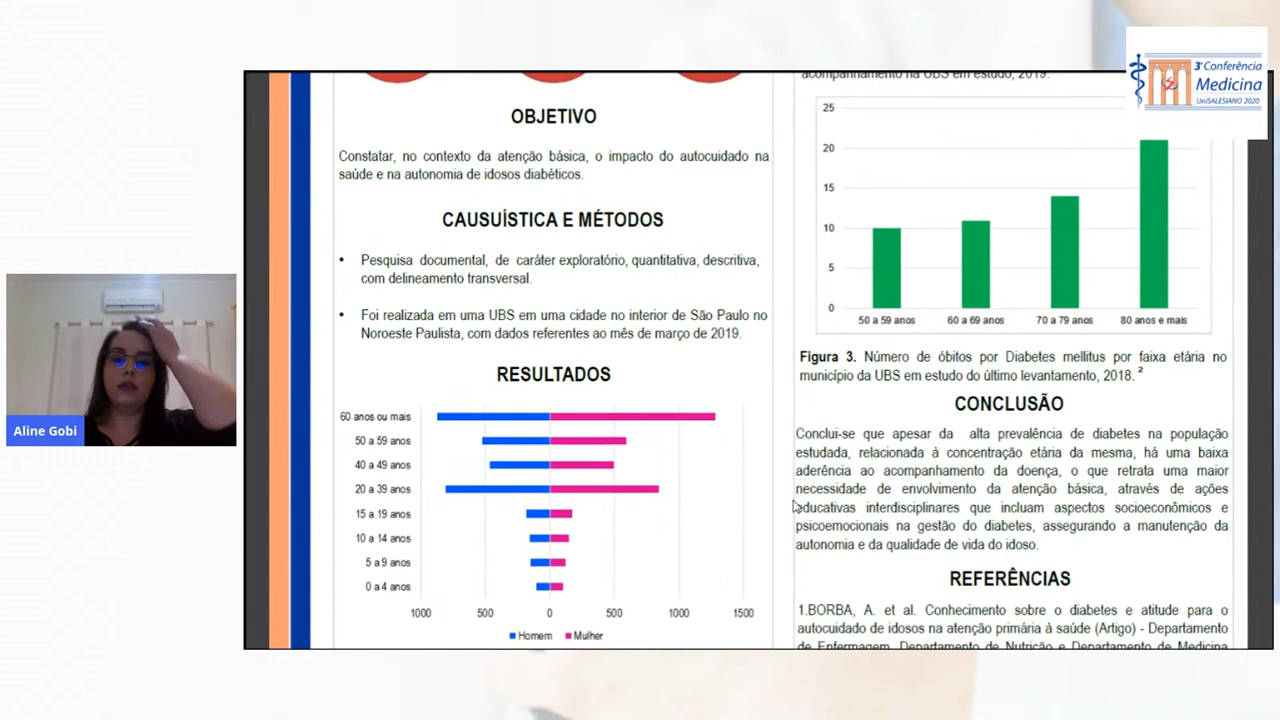 OBJETIVO
Constatar, no contexto da atenção básica, o impacto do autocuidado na
saúde e na autonomia de idosos diabéticos.
CAUSUÍSTICA E MÉTODOS
• Pesquisa documental, de caráter exploratório, quantitativa, descritiva,
com delineamento transversal.
• Foi realizada em uma UBS em uma cidade no interior de São Paulo no
Noroeste Paulista, com dados referentes ao mês de março de 2019.
RESULTADOS
60 anos ou mais
50 a 59 anos
40 a 49 anos
20 a 39 anos
15 a 19 anos
10 a 14 anos
5 a 9 anos
0 a 4 anos
1000 500 0 500 1000 1500
Homem Mulher
acompanhamento na UBS em estudo, 2019.
25
20
15
10
5
0
50 a 59 anos 60 a 69 anos 70 a 79 anos 80 anos e mais
Figura 3. Número de óbitos por Diabetes mellitus por faixa etária no
município da UBS em estudo do último levantamento, 2018. ²
CONCLUSÃO
Conclui-se que apesar da alta prevalência de diabetes na população
estudada, relacionada à concentração etária da mesma, há uma baixa
aderência ao acompanhamento da doença, o que retrata uma maior
necessidade de envolvimento da atenção básica, através de ações
educativas interdisciplinares que incluam aspectos socioeconômicos e
psicoemocionais na gestão do diabetes, assegurando a manutenção da
autonomia e da qualidade de vida do idoso.
REFERÊNCIAS
1.BORBA, A. et al. Conhecimento sobre o diabetes e atitude para o
autocuidado de idosos na atenção primária à saúde (Artigo) - Departamento
de Enfermagem, Departamento de Nutrição e Departamento de Medicina
3ª Conferência
Medicina
UniSALESIANO 2020
Aline Gobi